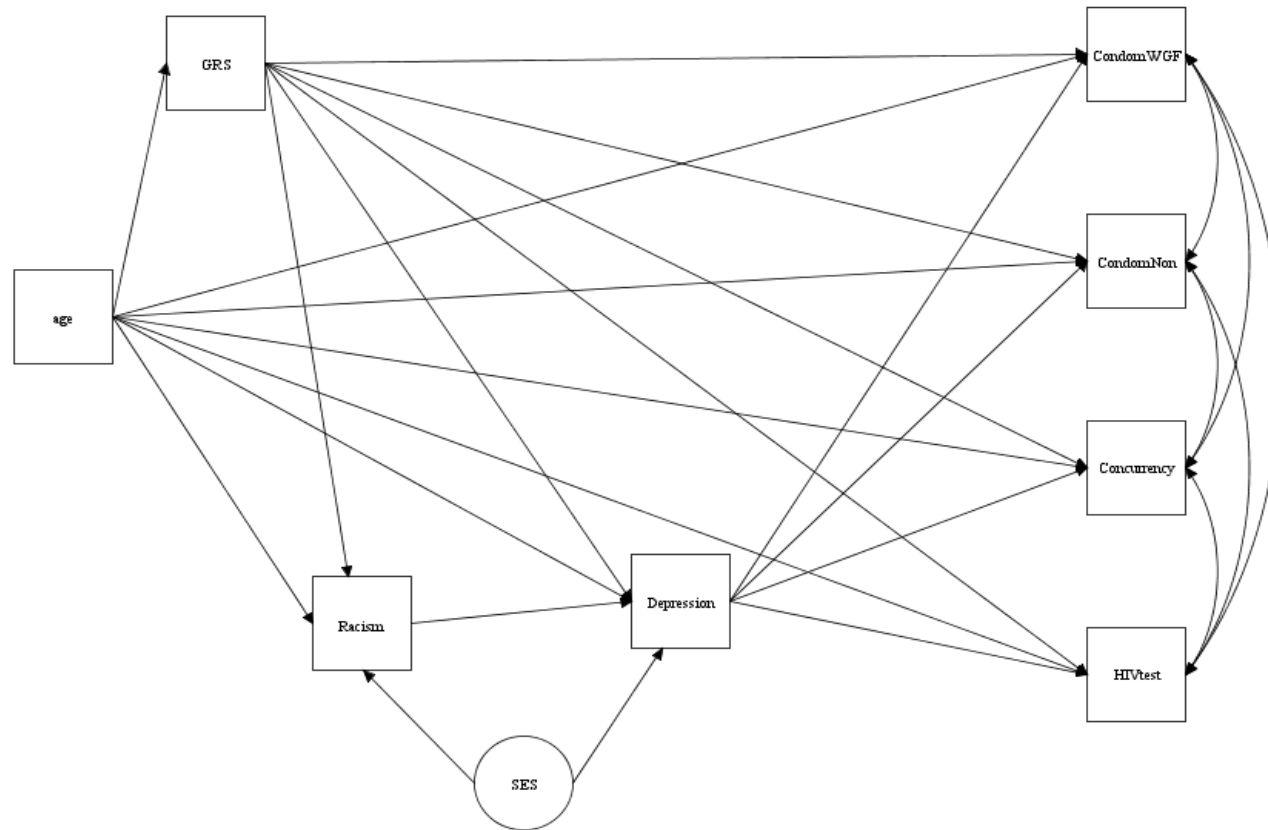 GRS
CondomWGF
CondomNon
age
Concurrency
Racism
Depression
HIVtest
SES